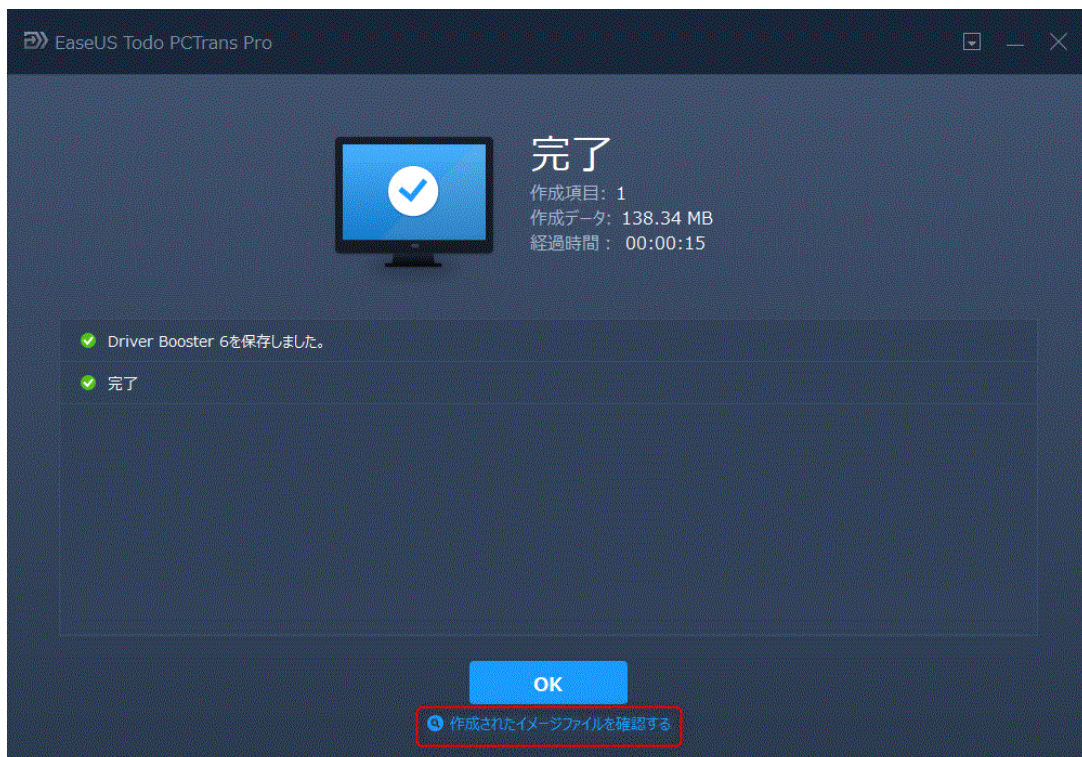 EaseUS Todo PCTrans Pro
完了
作成項目: 1
作成データ: 138.34 MB
経過時間 : 00:00:15
Driver Booster 6を保存しました。
完了
OK
作成されたイメージファイルを確認する